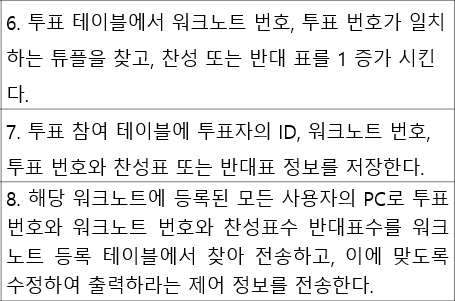 6. 투표 테이블에서 워크노트 번호, 투표 번호가 일치
하는 튜플을 찾고, 찬성 또는 반대 표를 1 증가 시킨
다.
7. 투표 참여 테이블에 투표자의 ID, 워크노트 번호,
투표 번호와 찬성표 또는 반대표 정보를 저장한다.
8. 해당 워크노트에 등록된 모든 사용자의 PC로 투표
번호와 워크노트 번호와 찬성표수 반대표수를 워크
노트 등록 테이블에서 찾아 전송하고, 이에 맞도록
수정하여 출력하라는 제어 정보를 전송한다.